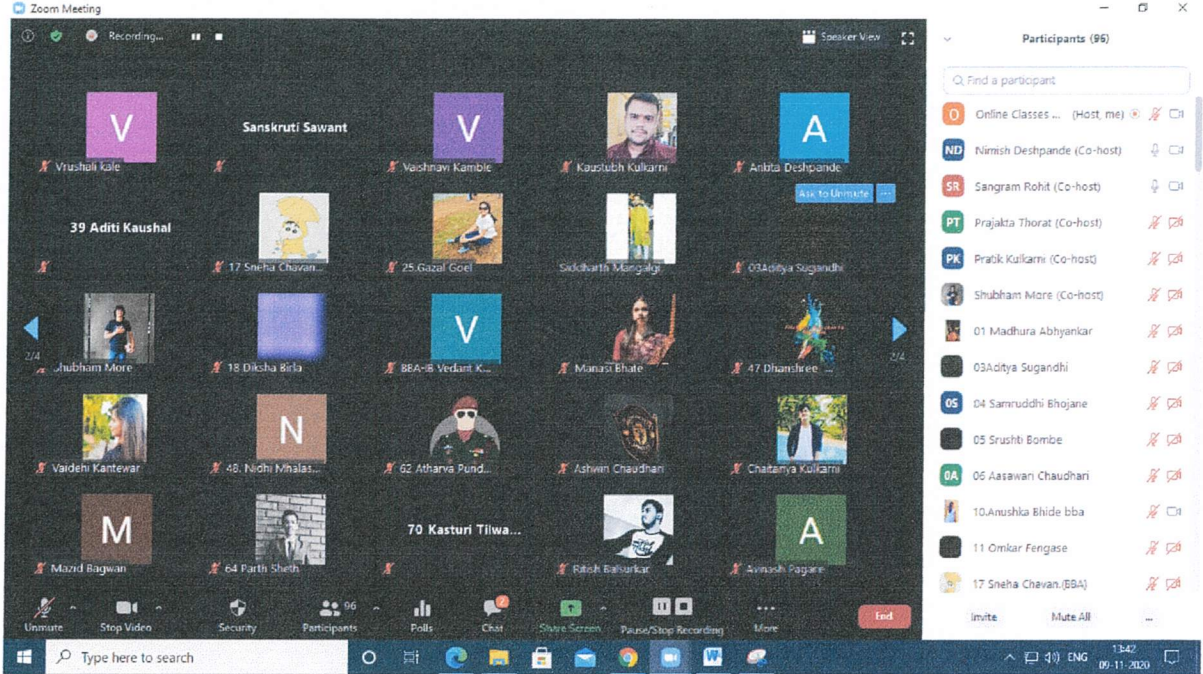 Zoom Meeting
Recording...
Speaker View
V
Vrushali kale
Sanskruti Sawant
V
Vaishnavi Kamble
Kaustubh Kulkarni
A
Ankita Deshpande
39 Aditi Kaushal
17 Sneha Chavan...
25.Gazal Goel
Siddharth Mangalgi
Ask to Unmute
...
03Aditya Sugandhi
2/4
Shubham More
18 Diksha Birla
V
BBA-IB Vedant K...
Manasi Bhate
47 Dhanshree ...
2/4
Vaidehi Kantewar
N
48. Nidhi Mhalas...
62 Atharva Pund...
Ashwin Chaudhari
Chaitanya Kulkarni
M
Mazid Bagwan
64 Parth Sheth
70 Kasturi Tilwa...
Ritish Balsurkar
A
Avinash Pagare
Unmute
Stop Video
Security
96
Participants
Polls
2
Chat
Share Screen
Pause/Stop Recording
More
End
Participants (96)
Find a participant
O Online Classes ... (Host, me)
ND Nimish Deshpande (Co-host)
SR Sangram Rohit (Co-host)
PT Prajakta Thorat (Co-host)
PK Pratik Kulkarni (Co-host)
Shubham More (Co-host)
01 Madhura Abhyankar
03Aditya Sugandhi
0S 04 Samruddhi Bhojane
05 Srushti Bombe
0A 06 Aasawari Chaudhari
10.Anushka Bhide bba
11 Omkar Fengase
17 Sneha Chavan.(BBA)
Invite
Mute All
...
Type here to search
W
ENG
13:42
09-11-2020